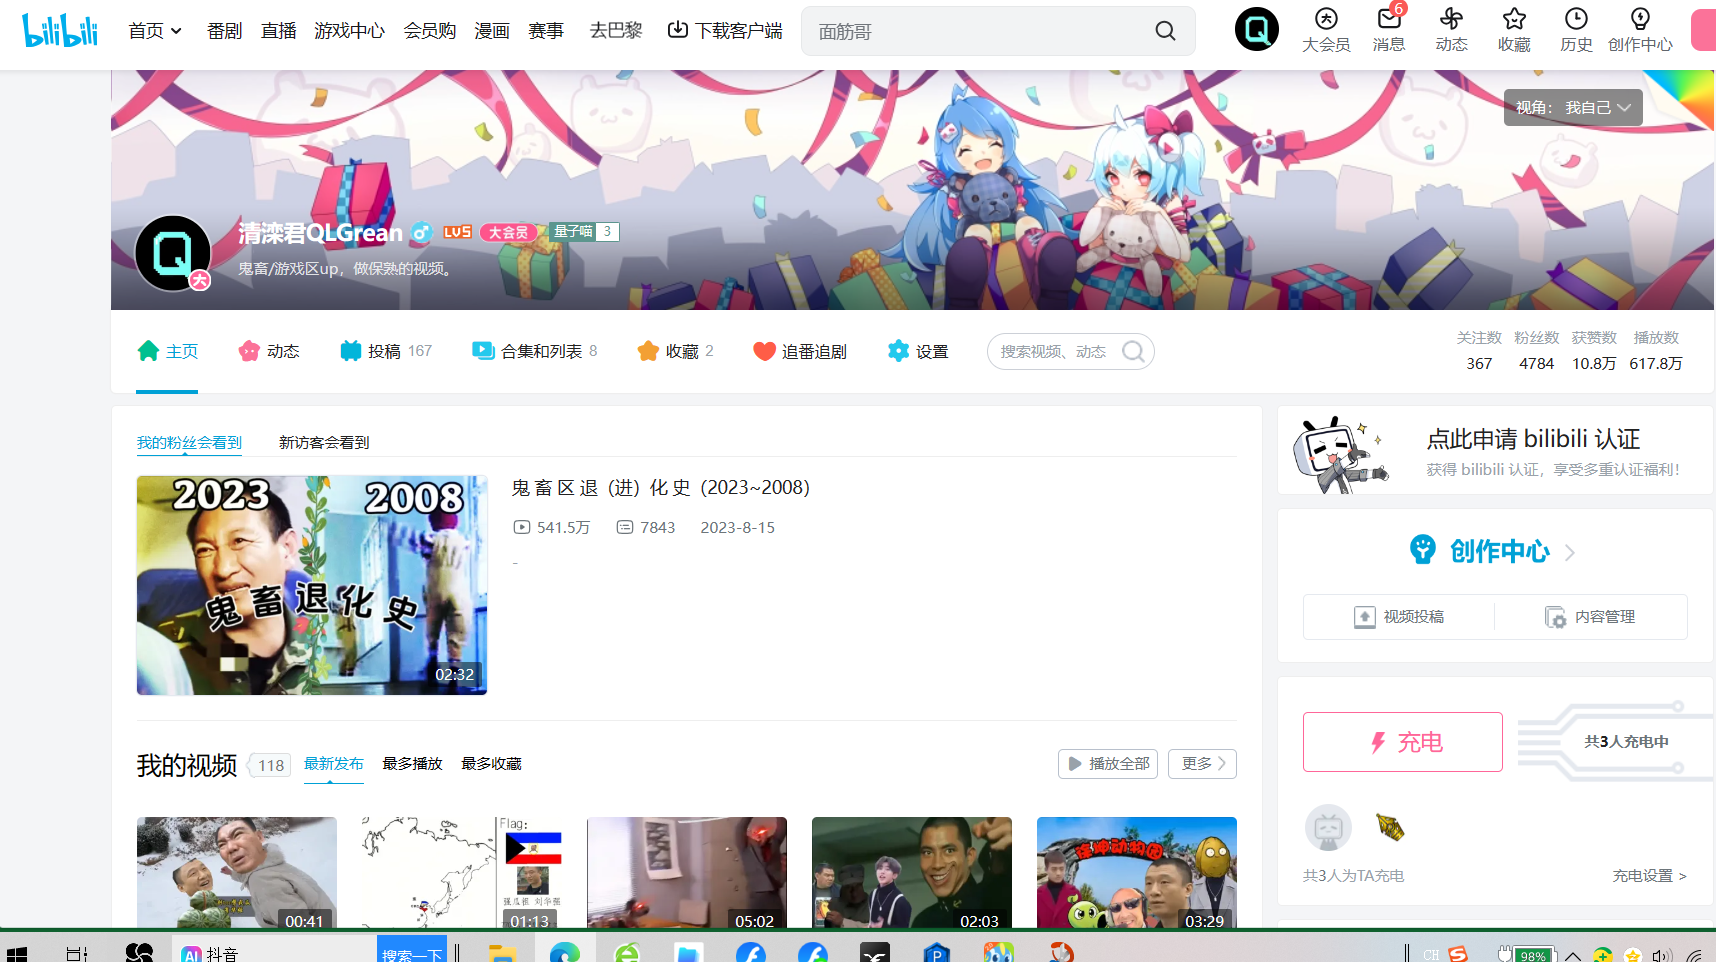 bilibili
首页 番剧 直播 游戏中心 会员购 漫画 赛事 去巴黎 下载客户端 面筋哥 大会员 6 消息 动态 收藏 历史 创作中心
视角： 我自己
清滦君QLGrean LV5 大会员 量子喵 3
鬼畜/游戏区up，做保熟的视频。
主页 动态 投稿 167 合集和列表 8 收藏 2 追番追剧 设置 搜索视频、动态
关注数 粉丝数 获赞数 播放数
367 4784 10.8万 617.8万
我的粉丝会看到 新访客会看到
2023 2008
鬼畜退化史
02:32
鬼 畜 区 退（进）化 史（2023~2008）
541.5万 7843 2023-8-15
-
点此申请 bilibili 认证
获得 bilibili 认证，享受多重认证福利！
创作中心
视频投稿 内容管理
充电 共3人充电中
共3人为TA充电 充电设置 >
我的视频 118 最新发布 最多播放 最多收藏 播放全部 更多
Flag:
00:41 01:13 05:02 02:03 03:29
抖音 搜索一下 CH 98%